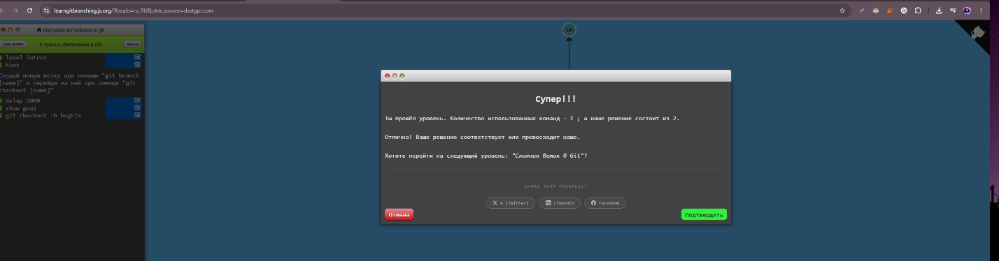 learngitbranching.js.org/?locale=ru_RU&utm_source=chatgpt.com
Изучаем ветвление в git
Цель уровня
Уровень Ветвление в Git
Задача
$ level intro2
$ hint
Создай новую ветку при помощи "git branch
[name]" и перейди на неё при помощи "git
checkout [name]"
$ delay 2000
$ show goal
$ git checkout -b bugFix
C0
Супер!!!
Ты прошёл уровень. Количество использованных команд - 1 ; а наше решение состоит из 2.
Отлично! Ваше решение соответствует или превосходит наше.
Хотите перейти на следующий уровень: "Слияния веток в Git"?
SHARE YOUR PROGRESS!
X (Twitter)
LinkedIn
Facebook
Отмена
Подтвердить